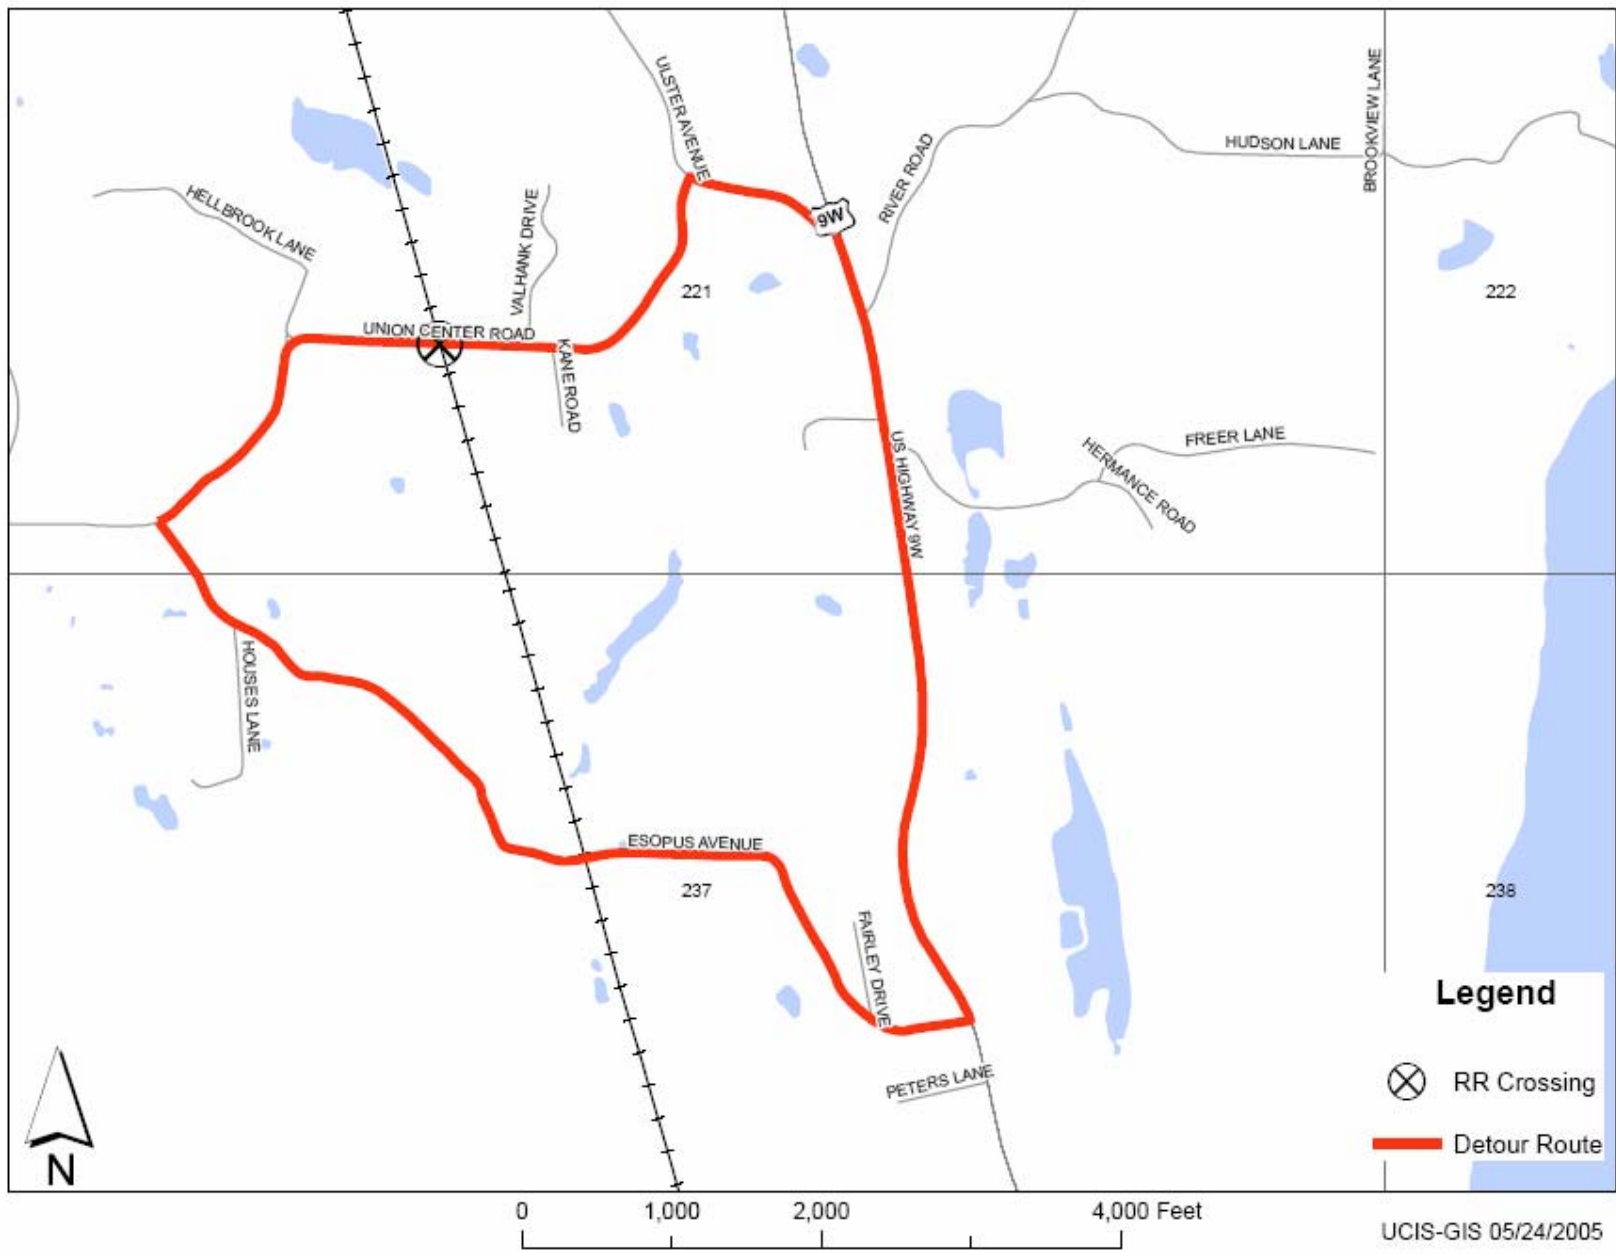 ULSTER AVENUE
BROOKVIEW LANE
HUDSON LANE
RIVER ROAD
HELLBROOK LANE
VALHANK DRIVE
9W
221
222
UNION CENTER ROAD
KANE ROAD
US HIGHWAY 9W
FREER LANE
HERMANCE ROAD
HOUSES LANE
ESOPUS AVENUE
237
238
FAIRLEY DRIVE
PETERS LANE
Legend
RR Crossing
Detour Route
N
0 1,000 2,000 4,000 Feet
UCIS-GIS 05/24/2005